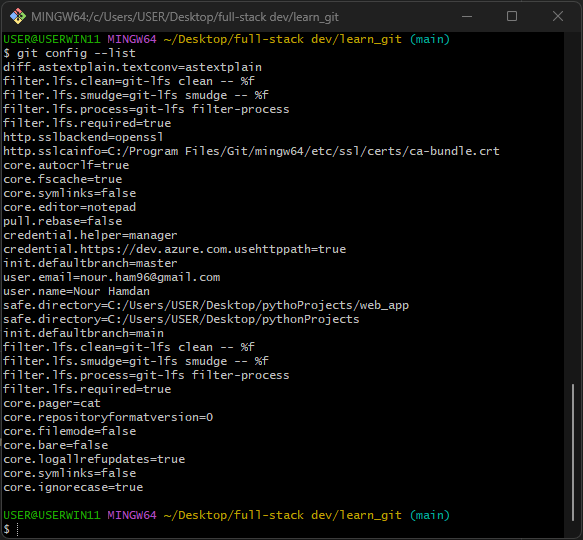 MINGW64:/c/Users/USER/Desktop/full-stack dev/learn_git
USER@USERWIN11 MINGW64 ~/Desktop/full-stack dev/learn_git (main)
$ git config --list
diff.astextplain.textconv=astextplain
filter.lfs.clean=git-lfs clean -- %f
filter.lfs.smudge=git-lfs smudge -- %f
filter.lfs.process=git-lfs filter-process
filter.lfs.required=true
http.sslbackend=openssl
http.sslcainfo=C:/Program Files/Git/mingw64/etc/ssl/certs/ca-bundle.crt
core.autocrlf=true
core.fscache=true
core.symlinks=false
core.editor=notepad
pull.rebase=false
credential.helper=manager
credential.https://dev.azure.com.usehttppath=true
init.defaultbranch=master
user.email=nour.ham96@gmail.com
user.name=Nour Hamdan
safe.directory=C:/Users/USER/Desktop/pythoProjects/web_app
safe.directory=C:/Users/USER/Desktop/pythonProjects
init.defaultbranch=main
filter.lfs.clean=git-lfs clean -- %f
filter.lfs.smudge=git-lfs smudge -- %f
filter.lfs.process=git-lfs filter-process
filter.lfs.required=true
core.pager=cat
core.repositoryformatversion=0
core.filemode=false
core.bare=false
core.logallrefupdates=true
core.symlinks=false
core.ignorecase=true
USER@USERWIN11 MINGW64 ~/Desktop/full-stack dev/learn_git (main)
$